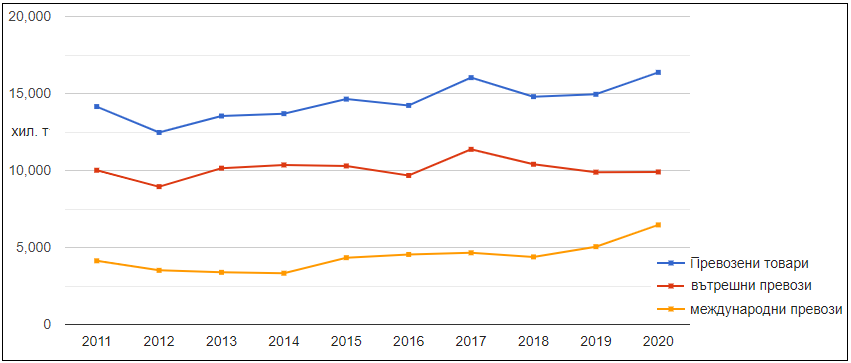 20,000
15,000
хил. т
10,000
5,000
0
Превозени товари
вътрешни превози
международни превози
2011 2012 2013 2014 2015 2016 2017 2018 2019 2020